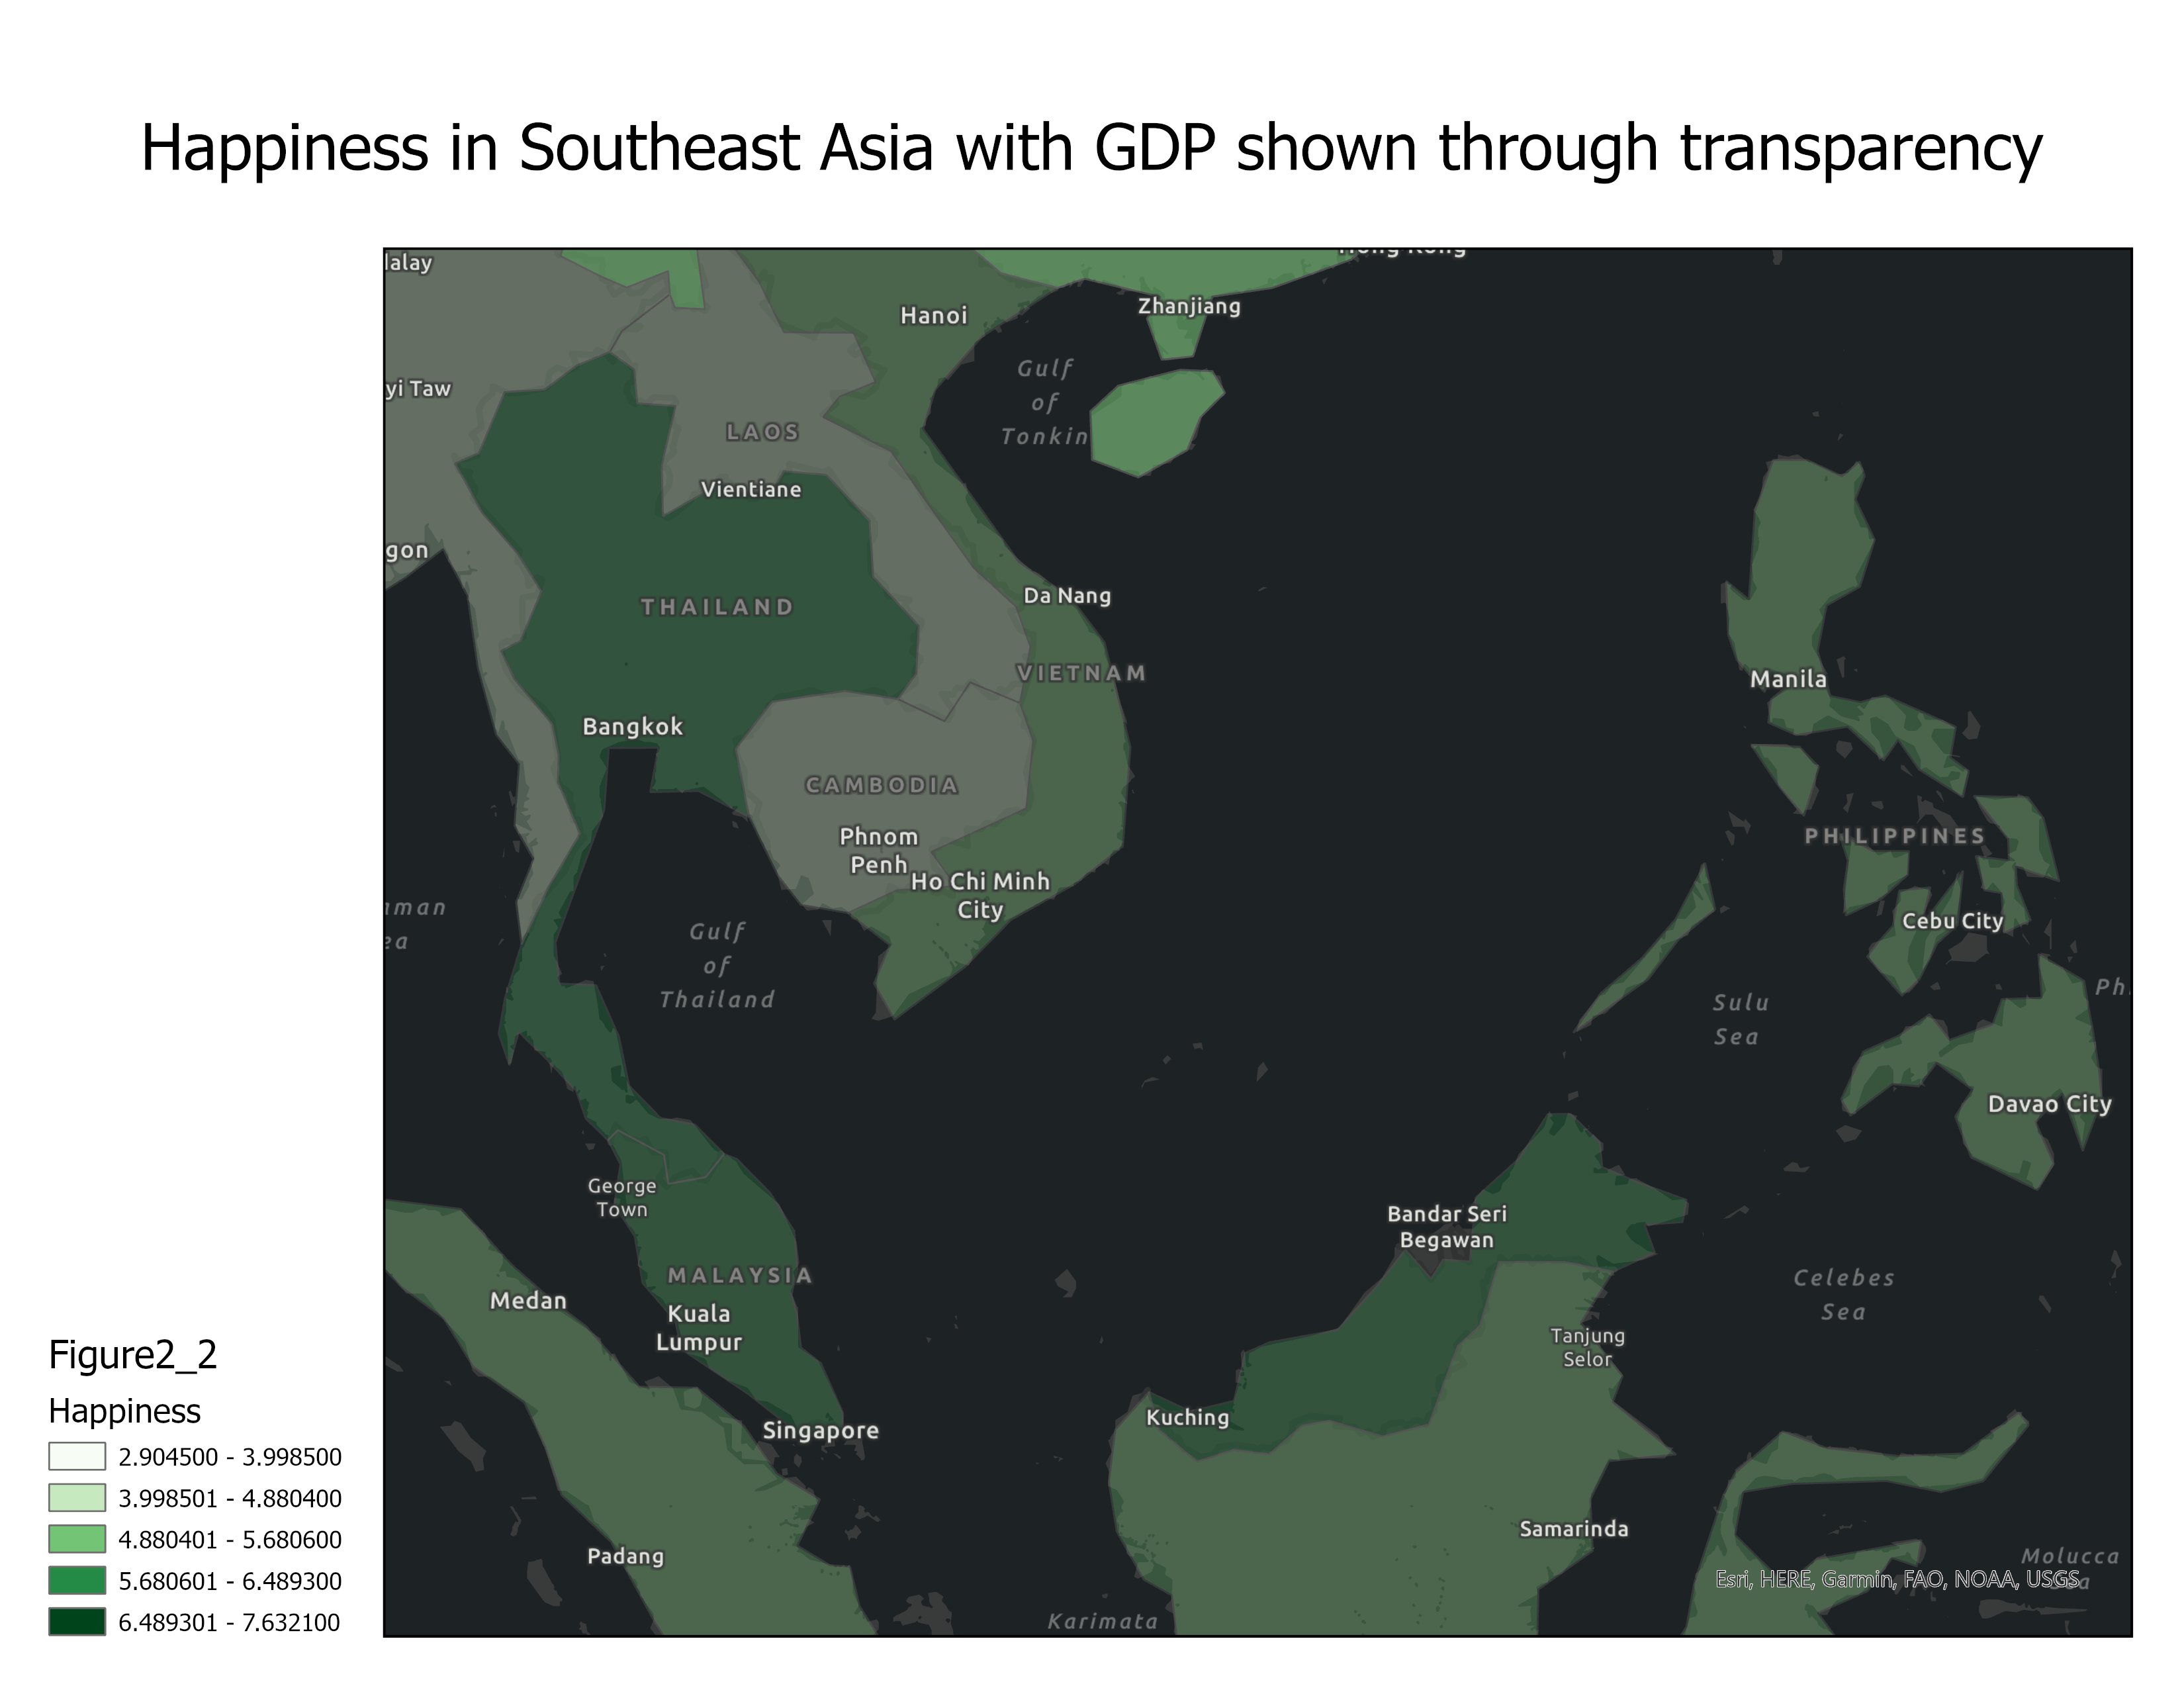 Happiness in Southeast Asia with GDP shown through transparency
Hong Kong
Hanoi
Zhanjiang
Gulf
of
Tonkin
yi Taw
LAOS
Vientiane
gon
THAILAND
Da Nang
VIETNAM
Manila
Bangkok
CAMBODIA
Phnom
Penh
Ho Chi Minh
City
PHILIPPINES
Cebu City
Gulf
of
Thailand
Sulu
Sea
Ph
Davao City
George
Town
Bandar Seri
Begawan
MALAYSIA
Medan
Kuala
Lumpur
Celebes
Sea
Tanjung
Selor
Kuching
Singapore
Samarinda
Padang
Molucca
Esri, HERE, Garmin, FAO, NOAA, USGS
Karimata
Figure2_2
Happiness
2.904500 - 3.998500
3.998501 - 4.880400
4.880401 - 5.680600
5.680601 - 6.489300
6.489301 - 7.632100